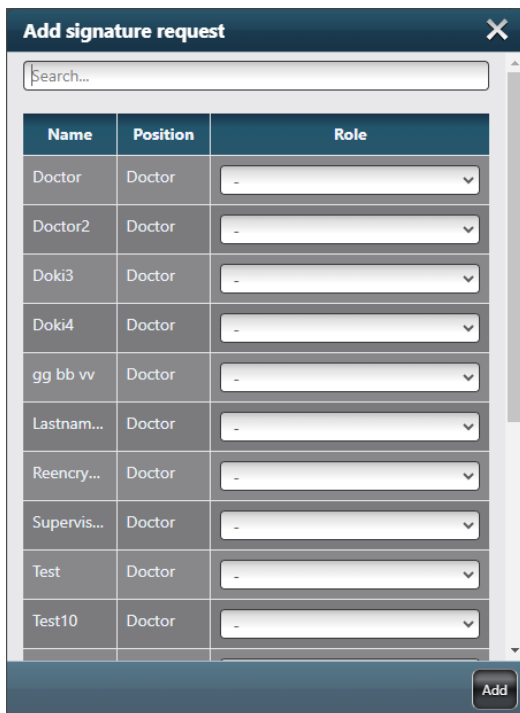 Add signature request
Search...
Name Position Role
Doctor Doctor -
Doctor2 Doctor -
Doki3 Doctor -
Doki4 Doctor -
gg bb vv Doctor -
Lastnam... Doctor -
Reencry... Doctor -
Supervis... Doctor -
Test Doctor -
Test10 Doctor -
Add